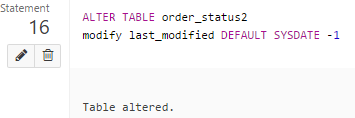 Statement
16
ALTER TABLE order_status2
modify last_modified DEFAULT SYSDATE -1
Table altered.